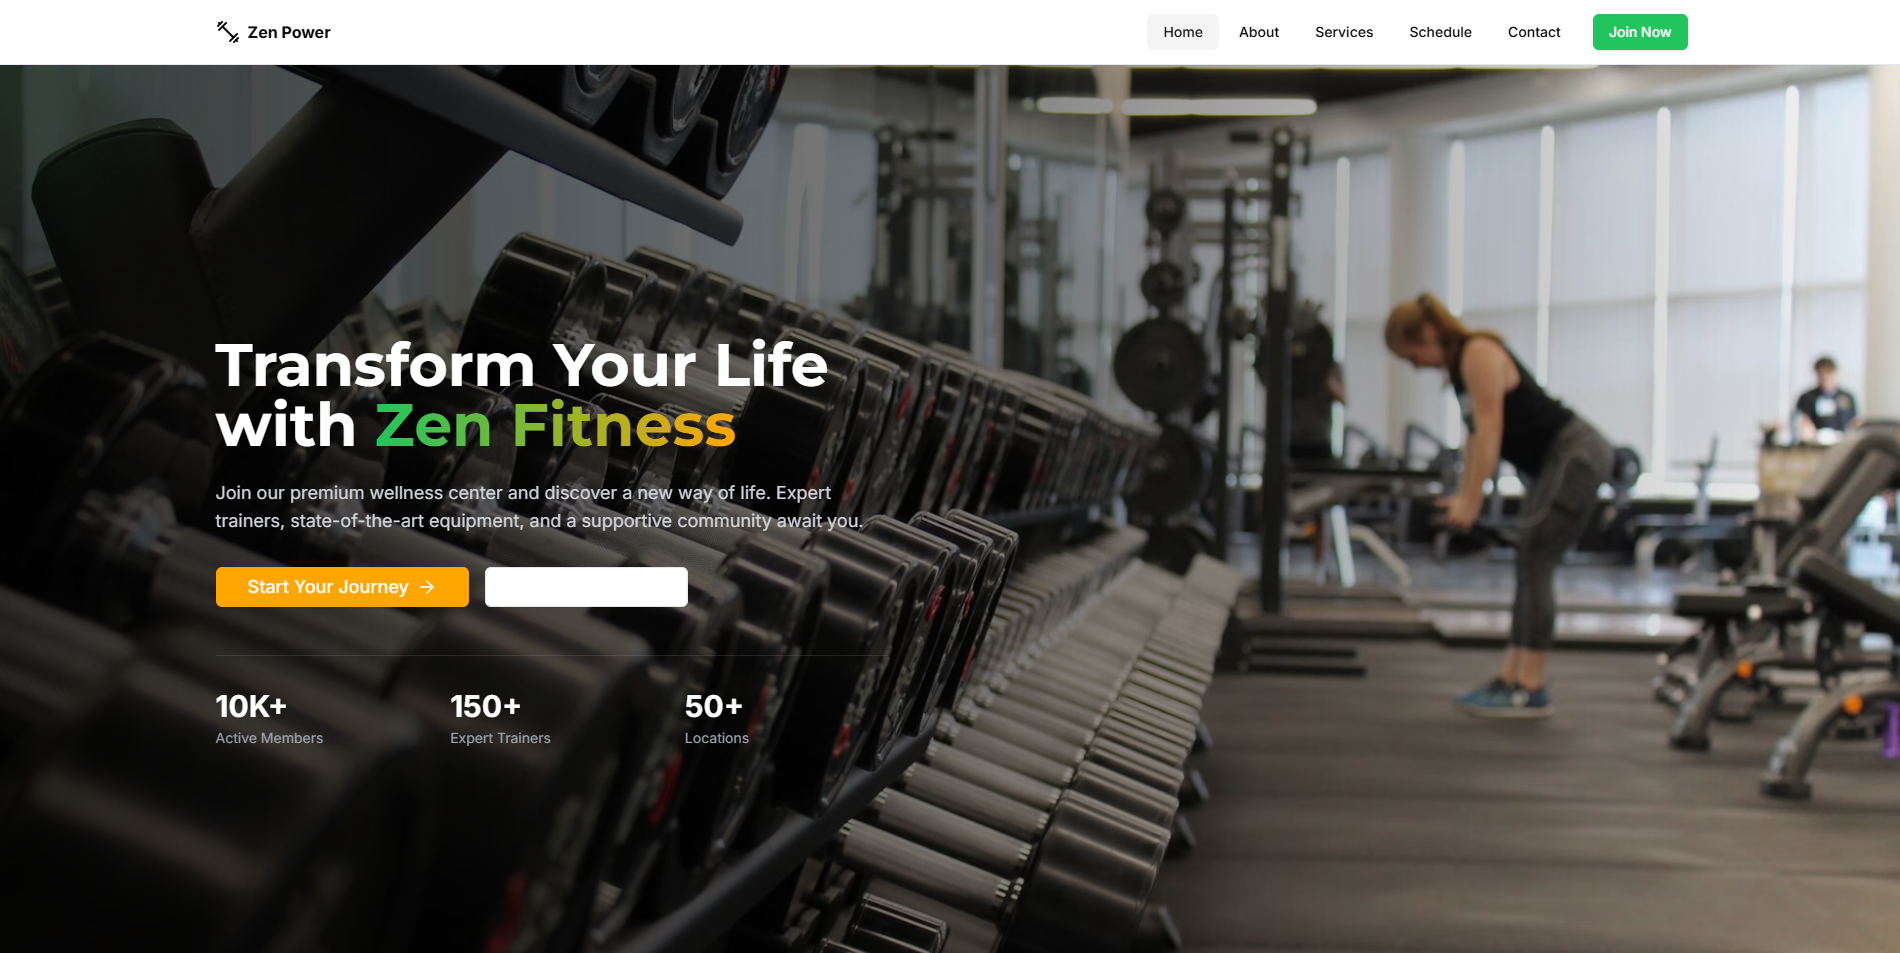 Zen Power
Home
About
Services
Schedule
Contact
Join Now
Transform Your Life
with Zen Fitness
Join our premium wellness center and discover a new way of life. Expert
trainers, state-of-the-art equipment, and a supportive community await you.
Start Your Journey
10K+
150+
50+
Active Members
Expert Trainers
Locations